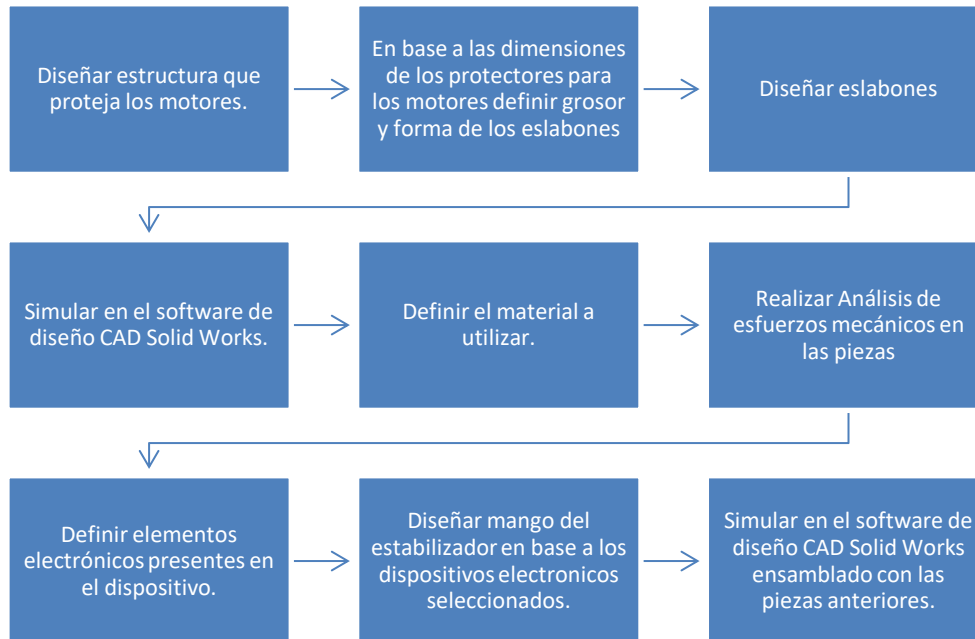 Diseñar estructura que
proteja los motores.
En base a las dimensiones
de los protectores para
los motores definir grosor
y forma de los eslabones
Diseñar eslabones
Simular en el software de
diseño CAD Solid Works.
Definir el material a
utilizar.
Realizar Análisis de
esfuerzos mecánicos en
las piezas
Definir elementos
electrónicos presentes en
el dispositivo.
Diseñar mango del
estabilizador en base a los
dispositivos electronicos
seleccionados.
Simular en el software de
diseño CAD Solid Works
ensamblado con las
piezas anteriores.